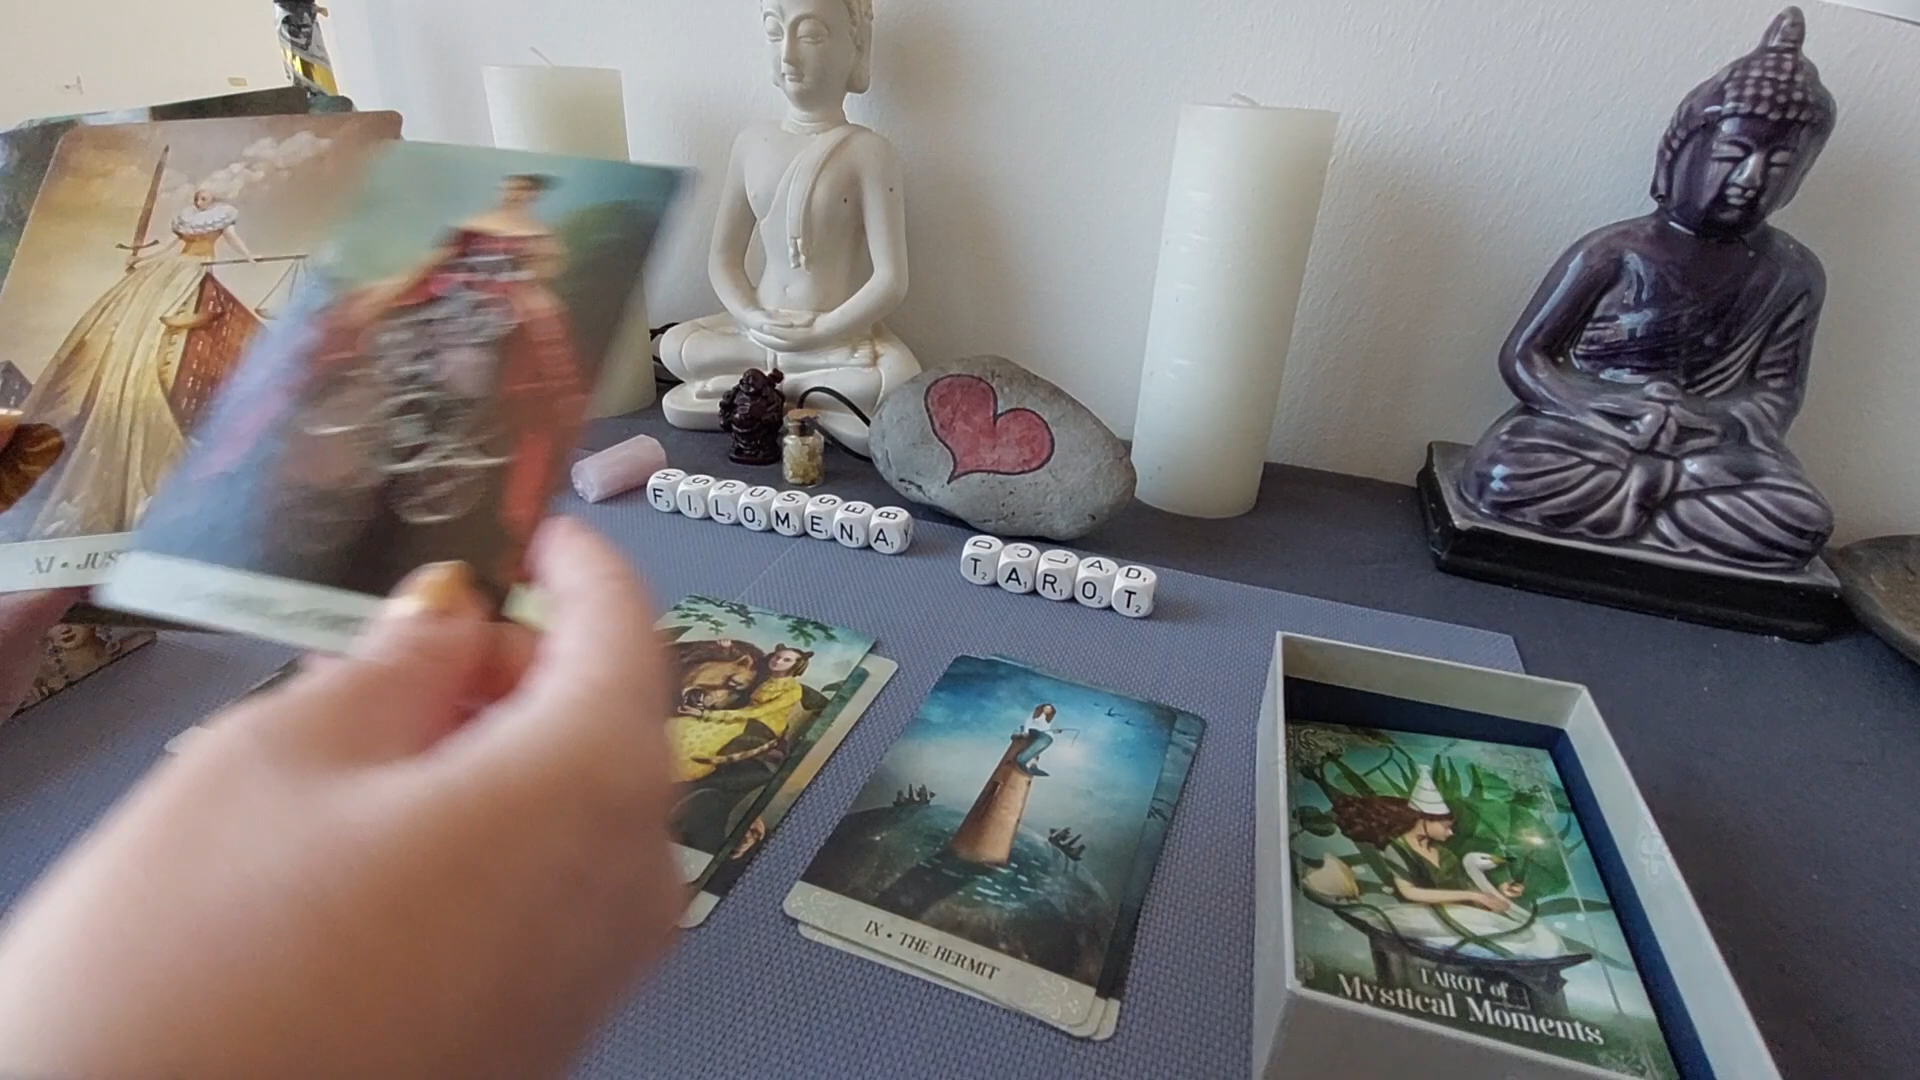 FILOMENA
TAROT
XI • JUS
IX • THE HERMIT
TAROT of
Mystical Moments